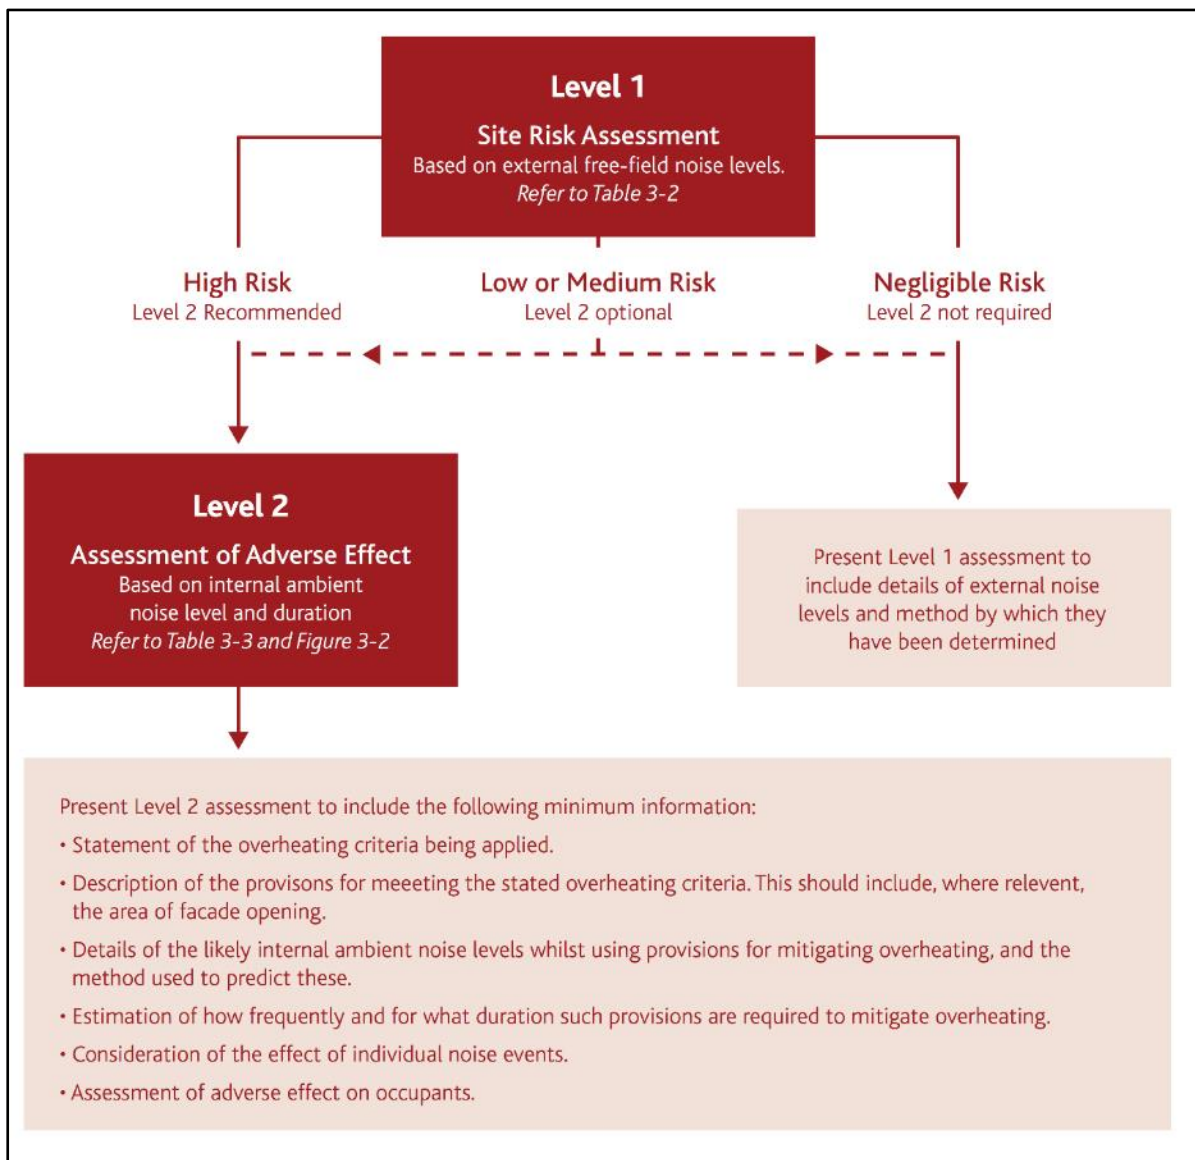 Level 1
Site Risk Assessment
Based on external free-field noise levels.
Refer to Table 3-2
High Risk
Level 2 Recommended
Low or Medium Risk
Level 2 optional
Negligible Risk
Level 2 not required
Level 2
Assessment of Adverse Effect
Based on internal ambient
noise level and duration
Refer to Table 3-3 and Figure 3-2
Present Level 1 assessment to
include details of external noise
levels and method by which they
have been determined
Present Level 2 assessment to include the following minimum information:
• Statement of the overheating criteria being applied.
• Description of the provisons for meeeting the stated overheating criteria. This should include, where relevent,
the area of facade opening.
• Details of the likely internal ambient noise levels whilst using provisions for mitigating overheating, and the
method used to predict these.
• Estimation of how frequently and for what duration such provisions are required to mitigate overheating.
• Consideration of the effect of individual noise events.
• Assessment of adverse effect on occupants.